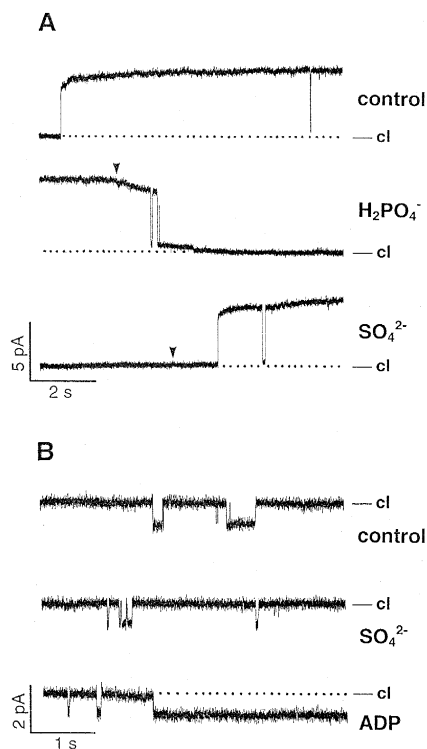 A
control
cl
H₂PO₄⁻
cl
SO₄²⁻
cl
5 pA
2 s
B
cl
control
cl
SO₄²⁻
cl
ADP
2 pA
1 s